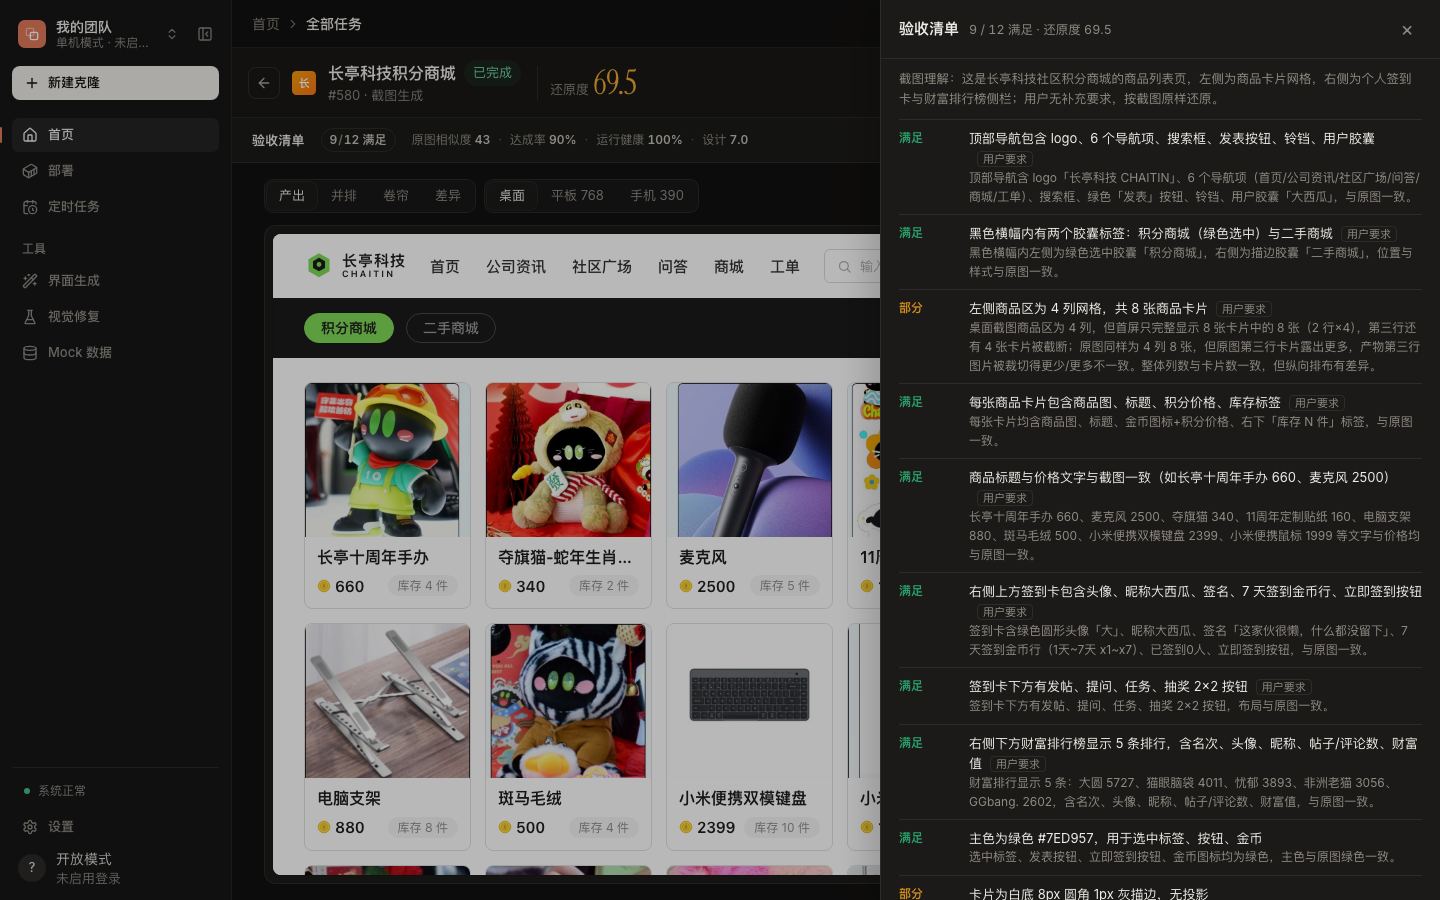 我的团队
单机模式 · 未启...
新建克隆
首页
部署
定时任务
工具
界面生成
视觉修复
Mock 数据
系统正常
设置
?
开放模式
未启用登录
首页
全部任务
长
长亭科技积分商城
已完成
#580 · 截图生成
还原度 69.5
验收清单
9/12 满足
原图相似度 43 · 达成率 90% · 运行健康 100% · 设计 7.0
产出
并排
卷帘
差异
桌面
平板 768
手机 390
长亭科技
CHAITIN
首页
公司资讯
社区广场
问答
商城
工单
积分商城
二手商城
长亭十周年手办
660
库存 4 件
夺旗猫-蛇年生肖...
340
库存 2 件
麦克风
2500
库存 5 件
电脑支架
880
库存 8 件
斑马毛绒
500
库存 4 件
小米便携双模键盘
2399
库存 10 件
验收清单
9 / 12 满足 · 还原度 69.5
截图理解：这是长亭科技社区积分商城的商品列表页，左侧为商品卡片网格，右侧为个人签到
卡与财富排行榜侧栏；用户无补充要求，按截图原样还原。
满足
顶部导航包含 logo、6 个导航项、搜索框、发表按钮、铃铛、用户胶囊
用户要求
顶部导航含 logo「长亭科技 CHAITIN」、6 个导航项（首页/公司资讯/社区广场/问答/
商城/工单）、搜索框、绿色「发表」按钮、铃铛、用户胶囊「大西瓜」，与原图一致。
满足
黑色横幅内有两个胶囊标签：积分商城（绿色选中）与二手商城 用户要求
黑色横幅内左侧为绿色选中胶囊「积分商城」，右侧为描边胶囊「二手商城」，位置与
样式与原图一致。
部分
左侧商品区为 4 列网格，共 8 张商品卡片 用户要求
桌面截图商品区为 4 列，但首屏只完整显示 8 张卡片中的 8 张（2 行×4），第三行还
有 4 张卡片被截断；原图同样为 4 列 8 张，但原图第三行卡片露出更多，产物第三行
图片被裁切得更少/更多不一致。整体列数与卡片数一致，但纵向排布有差异。
满足
每张商品卡片包含商品图、标题、积分价格、库存标签 用户要求
每张卡片均含商品图、标题、金币图标+积分价格、右下「库存 N 件」标签，与原图
一致。
满足
商品标题与价格文字与截图一致（如长亭十周年手办 660、麦克风 2500）
用户要求
长亭十周年手办 660、麦克风 2500、夺旗猫 340、11周年定制贴纸 160、电脑支架
880、斑马毛绒 500、小米便携双模键盘 2399、小米便携鼠标 1999 等文字与价格均
与原图一致。
满足
右侧上方签到卡包含头像、昵称大西瓜、签名、7 天签到金币行、立即签到按钮
用户要求
签到卡含绿色圆形头像「大」、昵称大西瓜、签名「这家伙很懒，什么都没留下」、7
天签到金币行（1天~7天 x1~x7）、已签到0人、立即签到按钮，与原图一致。
满足
签到卡下方有发帖、提问、任务、抽奖 2×2 按钮 用户要求
签到卡下方有发帖、提问、任务、抽奖 2×2 按钮，布局与原图一致。
满足
右侧下方财富排行榜显示 5 条排行，含名次、头像、昵称、帖子/评论数、财富
值 用户要求
财富排行显示 5 条：大圆 5727、猫眼脑袋 4011、忧郁 3893、非洲老猫 3056、
GGbang. 2602，含名次、头像、昵称、帖子/评论数、财富值，与原图一致。
满足
主色为绿色 #7ED957，用于选中标签、按钮、金币
选中标签、发表按钮、立即签到按钮、金币图标均为绿色，主色与原图绿色一致。
部分
卡片为白底 8px 圆角 1px 灰描边，无投影